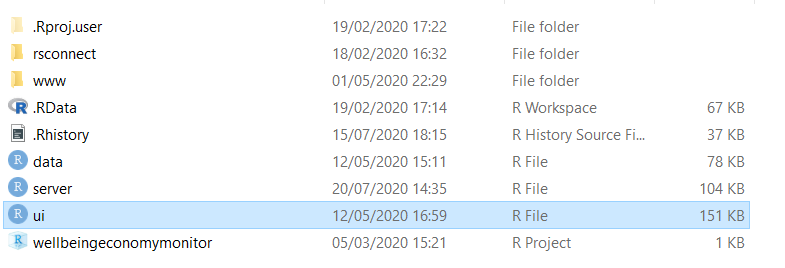 .Rproj.user 19/02/2020 17:22 File folder
rsconnect 18/02/2020 16:32 File folder
www 01/05/2020 22:29 File folder
.RData 19/02/2020 17:14 R Workspace 67 KB
.Rhistory 15/07/2020 18:15 R History Source Fi... 37 KB
R data 12/05/2020 15:11 R File 78 KB
R server 20/07/2020 14:35 R File 104 KB
R ui 12/05/2020 16:59 R File 151 KB
R wellbeingeconomymonitor 05/03/2020 15:21 R Project 1 KB